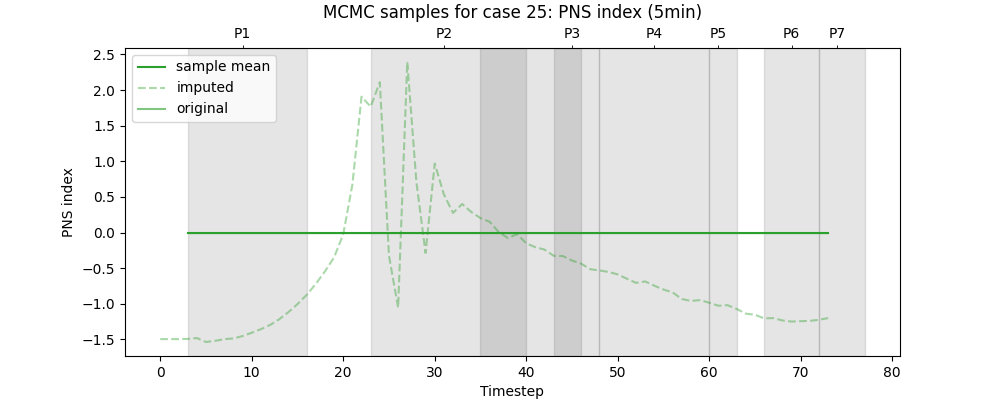 MCMC samples for case 25: PNS index (5min)
P1 P2 P3 P4 P5 P6 P7
sample mean
imputed
original
2.5
2.0
1.5
1.0
0.5
0.0
−0.5
−1.0
−1.5
PNS index
0 10 20 30 40 50 60 70 80
Timestep